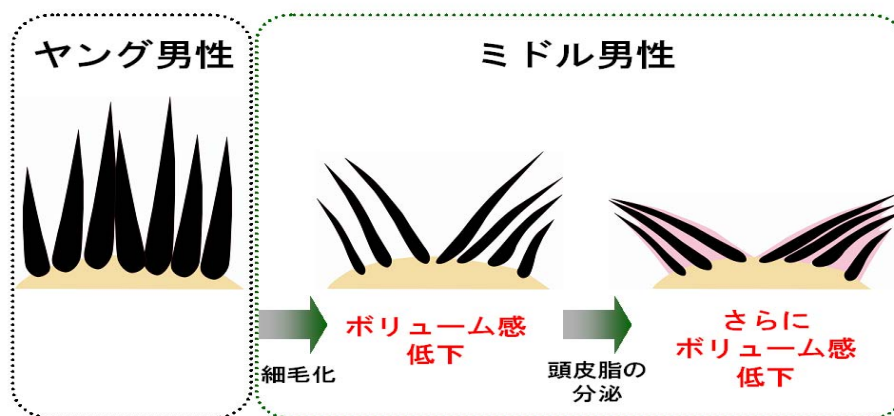 ヤング男性
ミドル男性
細毛化
ボリューム感
低下
頭皮脂の
分泌
さらに
ボリューム感
低下